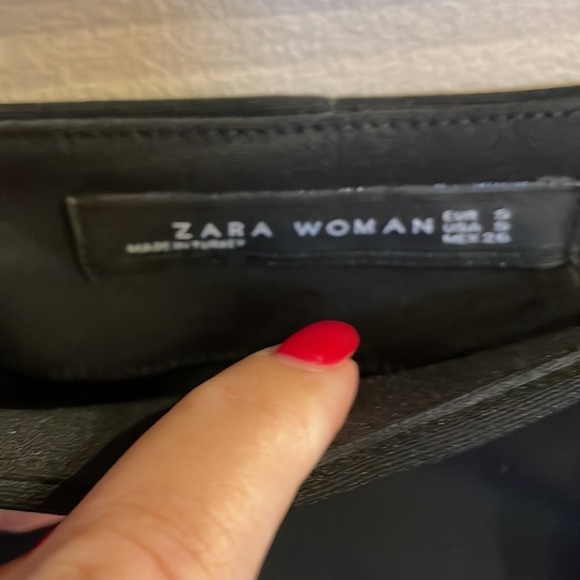 ZARA WOMAN
MADE IN TURKEY
EUR S
USA S
MEX 26